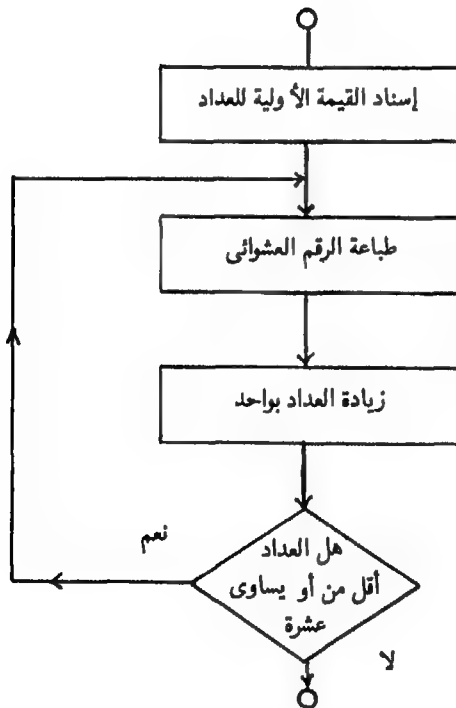 إسناد القيمة الأولية للعداد
طباعة الرقم العشوائى
زيادة العداد بواحد
نعم
هل العداد
أقل من أو يساوى
عشرة
لا